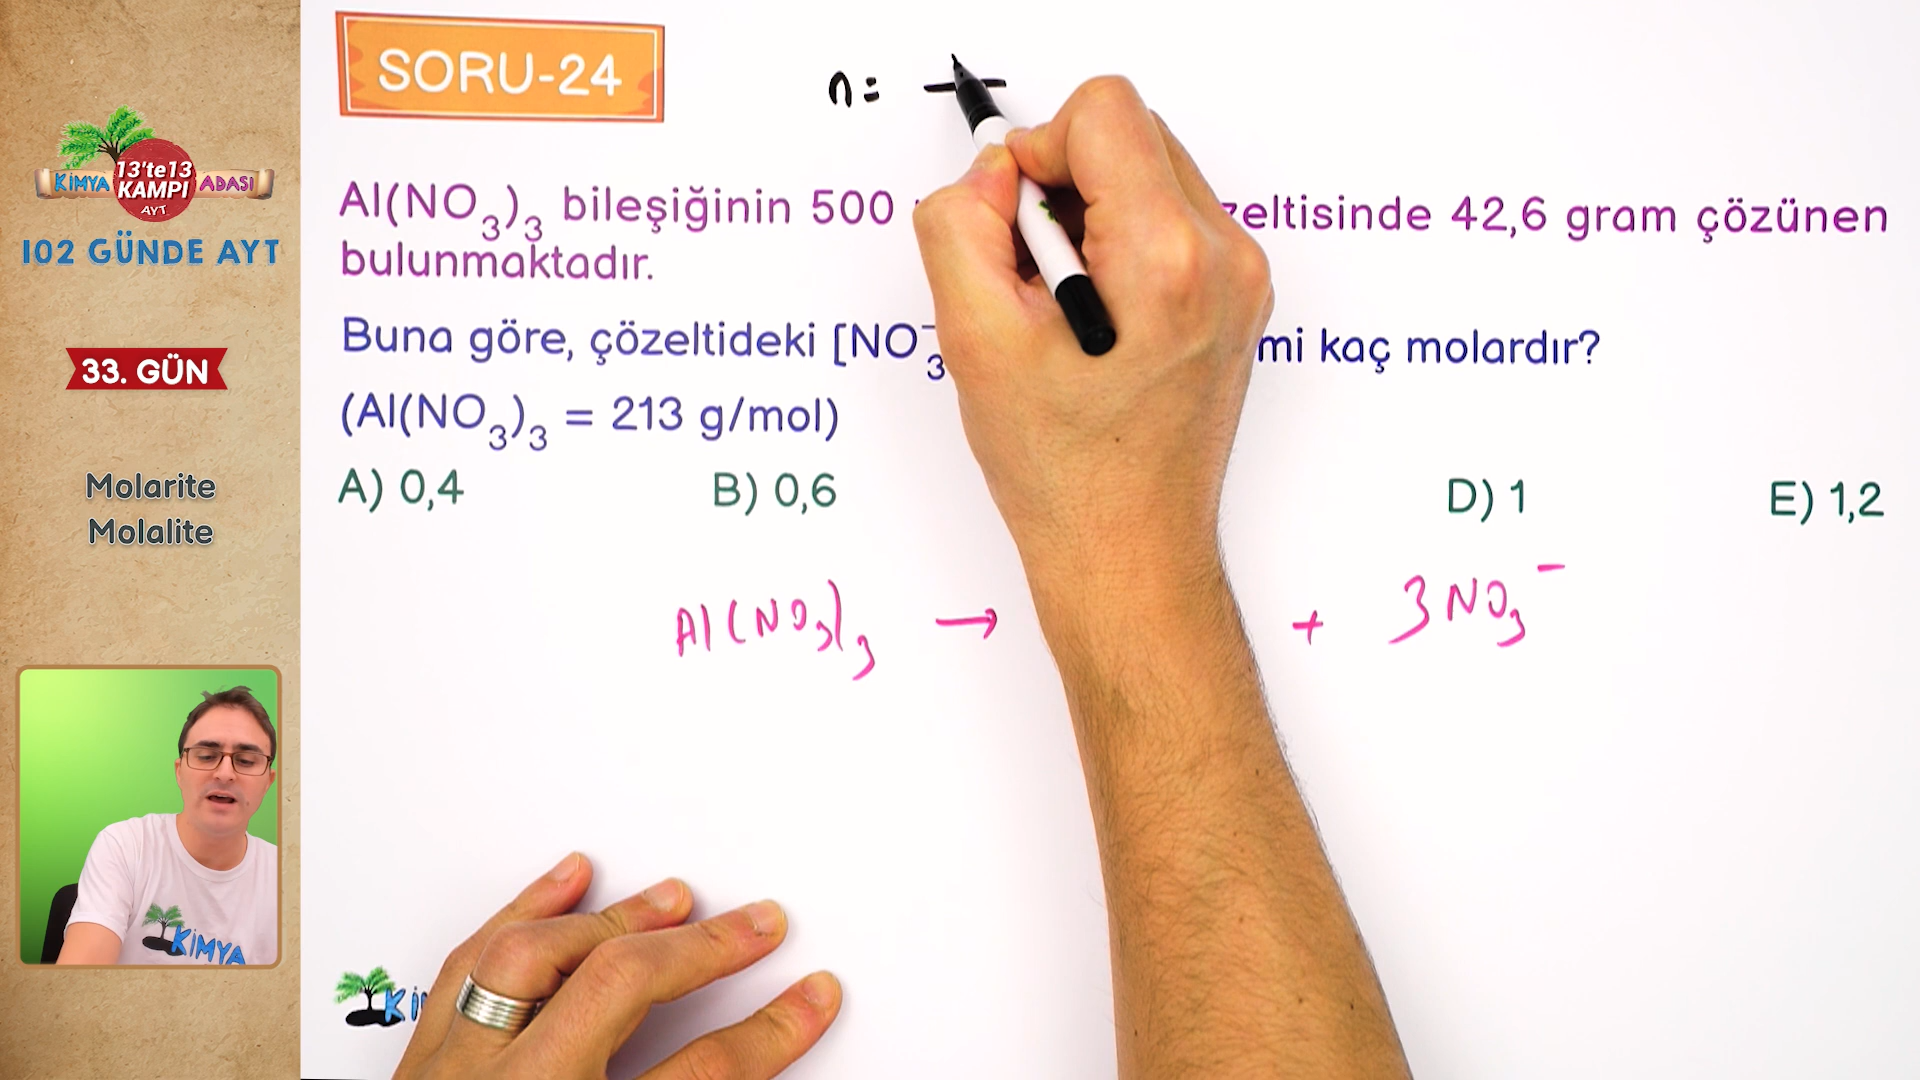 SORU-24
n =
Al(NO3)3 bileşiğinin 500 zeltisinde 42,6 gram çözünen
bulunmaktadır.
Buna göre, çözeltideki [NO3- mi kaç molardır?
(Al(NO3)3 = 213 g/mol)
A) 0,4 B) 0,6 D) 1 E) 1,2
Al(NO3)3 → + 3NO3-
13'te13
KİMYA KAMPI ADASI
AYT
102 GÜNDE AYT
33. GÜN
Molarite
Molalite
KİMYA
Kİ